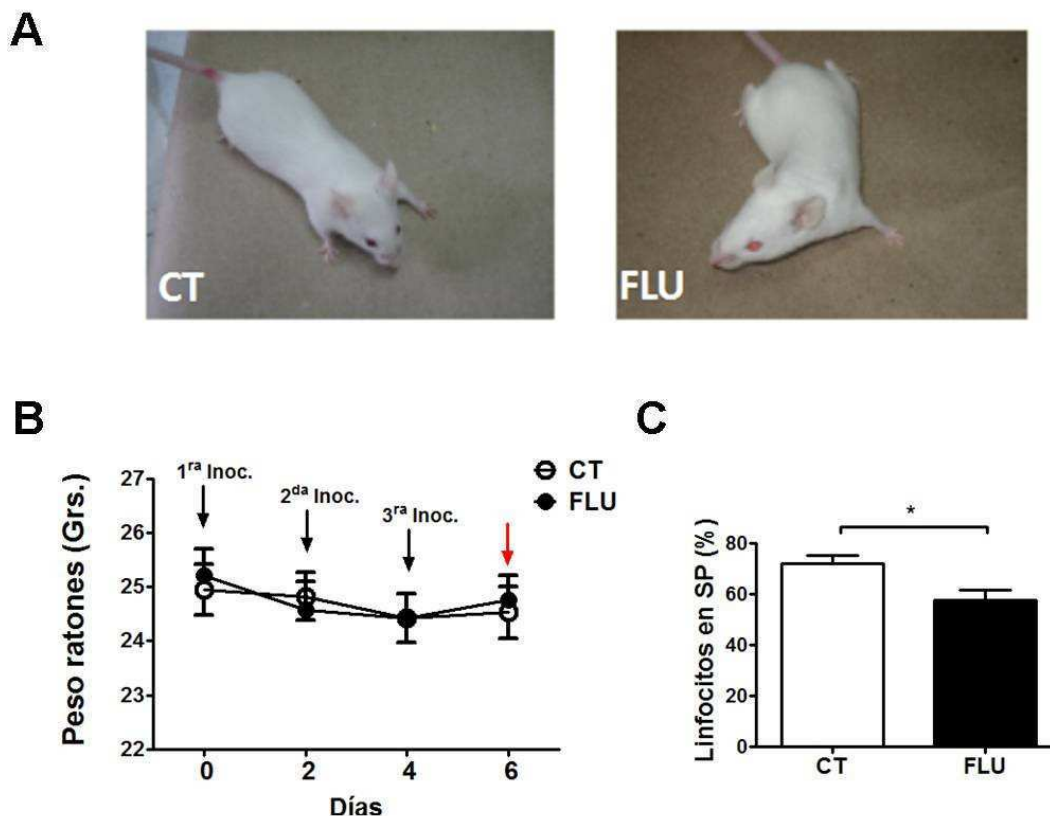 A
CT
FLU
B
Peso ratones (Grs.)
27
26
25
24
23
22
1ra Inoc.
2da Inoc.
3ra Inoc.
CT
FLU
0
2
4
6
Días
C
Linfocitos en SP (%)
80
60
40
20
0
*
CT
FLU